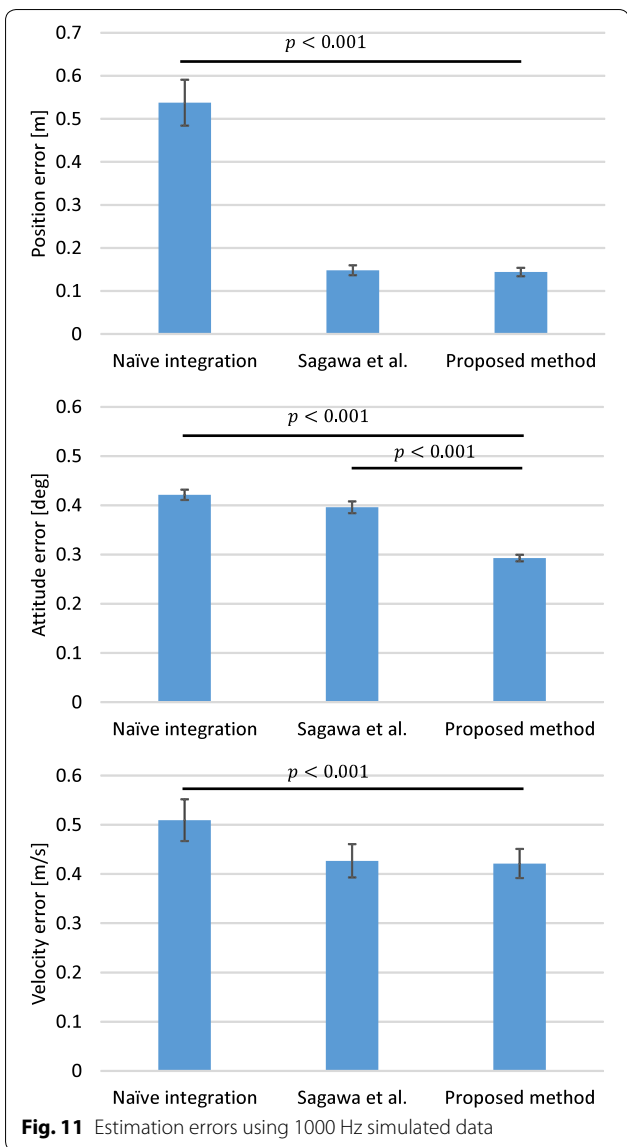 0.7
p < 0.001
0.6
0.5
0.4
0.3
0.2
0.1
0
Position error [m]
Naïve integration Sagawa et al. Proposed method
0.6
p < 0.001
0.5
p < 0.001
0.4
0.3
0.2
0.1
0
Attitude error [deg]
Naïve integration Sagawa et al. Proposed method
0.6
p < 0.001
0.5
0.4
0.3
0.2
0.1
0
Velocity error [m/s]
Naïve integration Sagawa et al. Proposed method
Fig. 11 Estimation errors using 1000 Hz simulated data